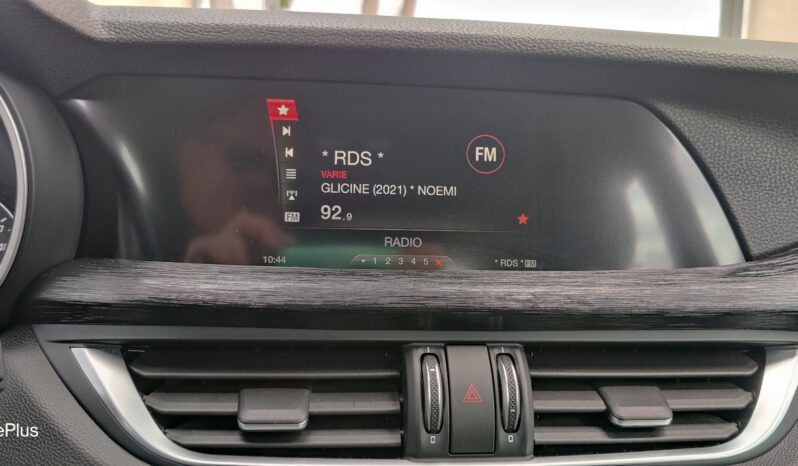 * RDS *
FM
VARIE
GLICINE (2021) * NOEMI
FM
92.9
RADIO
10:44
1 2 3 4 5
* RDS * FM
ePlus